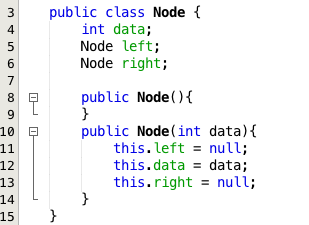 3 public class Node {
4 int data;
5 Node left;
6 Node right;
7
8 public Node(){
9 }
10 public Node(int data){
11 this.left = null;
12 this.data = data;
13 this.right = null;
14 }
15 }